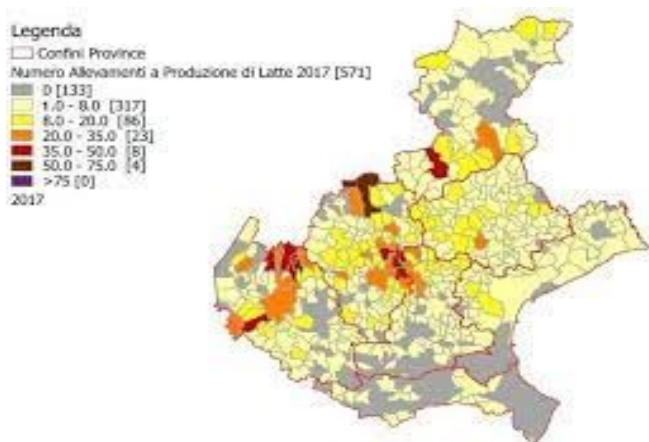 Legenda
Confini Province
Numero Allevamenti a Produzione di Latte 2017 [571]
0 [133]
1.0 - 8.0 [317]
8.0 - 20.0 [86]
20.0 - 35.0 [23]
35.0 - 50.0 [8]
50.0 - 75.0 [4]
>75 [0]
2017